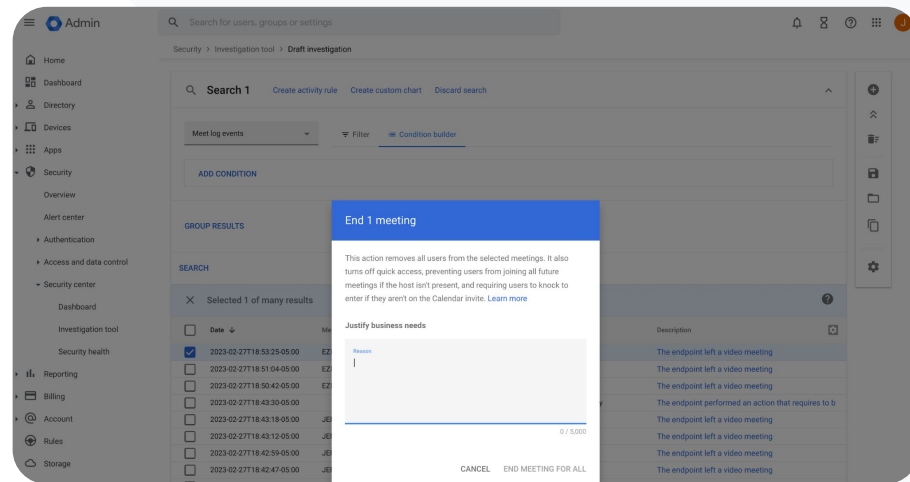 Admin
Search for users, groups or settings
J
Security > Investigation tool > Draft investigation
Home
Dashboard
Directory
Devices
Apps
Security
Overview
Alert center
Authentication
Access and data control
Security center
Dashboard
Investigation tool
Security health
Reporting
Billing
Account
Rules
Storage
Search 1 Create activity rule Create custom chart Discard search
Meet log events Filter Condition builder
ADD CONDITION
GROUP RESULTS
SEARCH
Selected 1 of many results
Date Description
2023-02-27T18:53:25-05:00 The endpoint left a video meeting
2023-02-27T18:51:04-05:00 The endpoint left a video meeting
2023-02-27T18:50:42-05:00 The endpoint left a video meeting
2023-02-27T18:43:30-05:00 The endpoint performed an action that requires to b
2023-02-27T18:43:18-05:00 The endpoint left a video meeting
2023-02-27T18:43:12-05:00 The endpoint left a video meeting
2023-02-27T18:42:59-05:00 The endpoint left a video meeting
2023-02-27T18:42:47-05:00 The endpoint left a video meeting
End 1 meeting
This action removes all users from the selected meetings. It also
turns off quick access, preventing users from joining all future
meetings if the host isn't present, and requiring users to knock to
enter if they aren't on the Calendar invite. Learn more
Justify business needs
Reason
0 / 5,000
CANCEL END MEETING FOR ALL